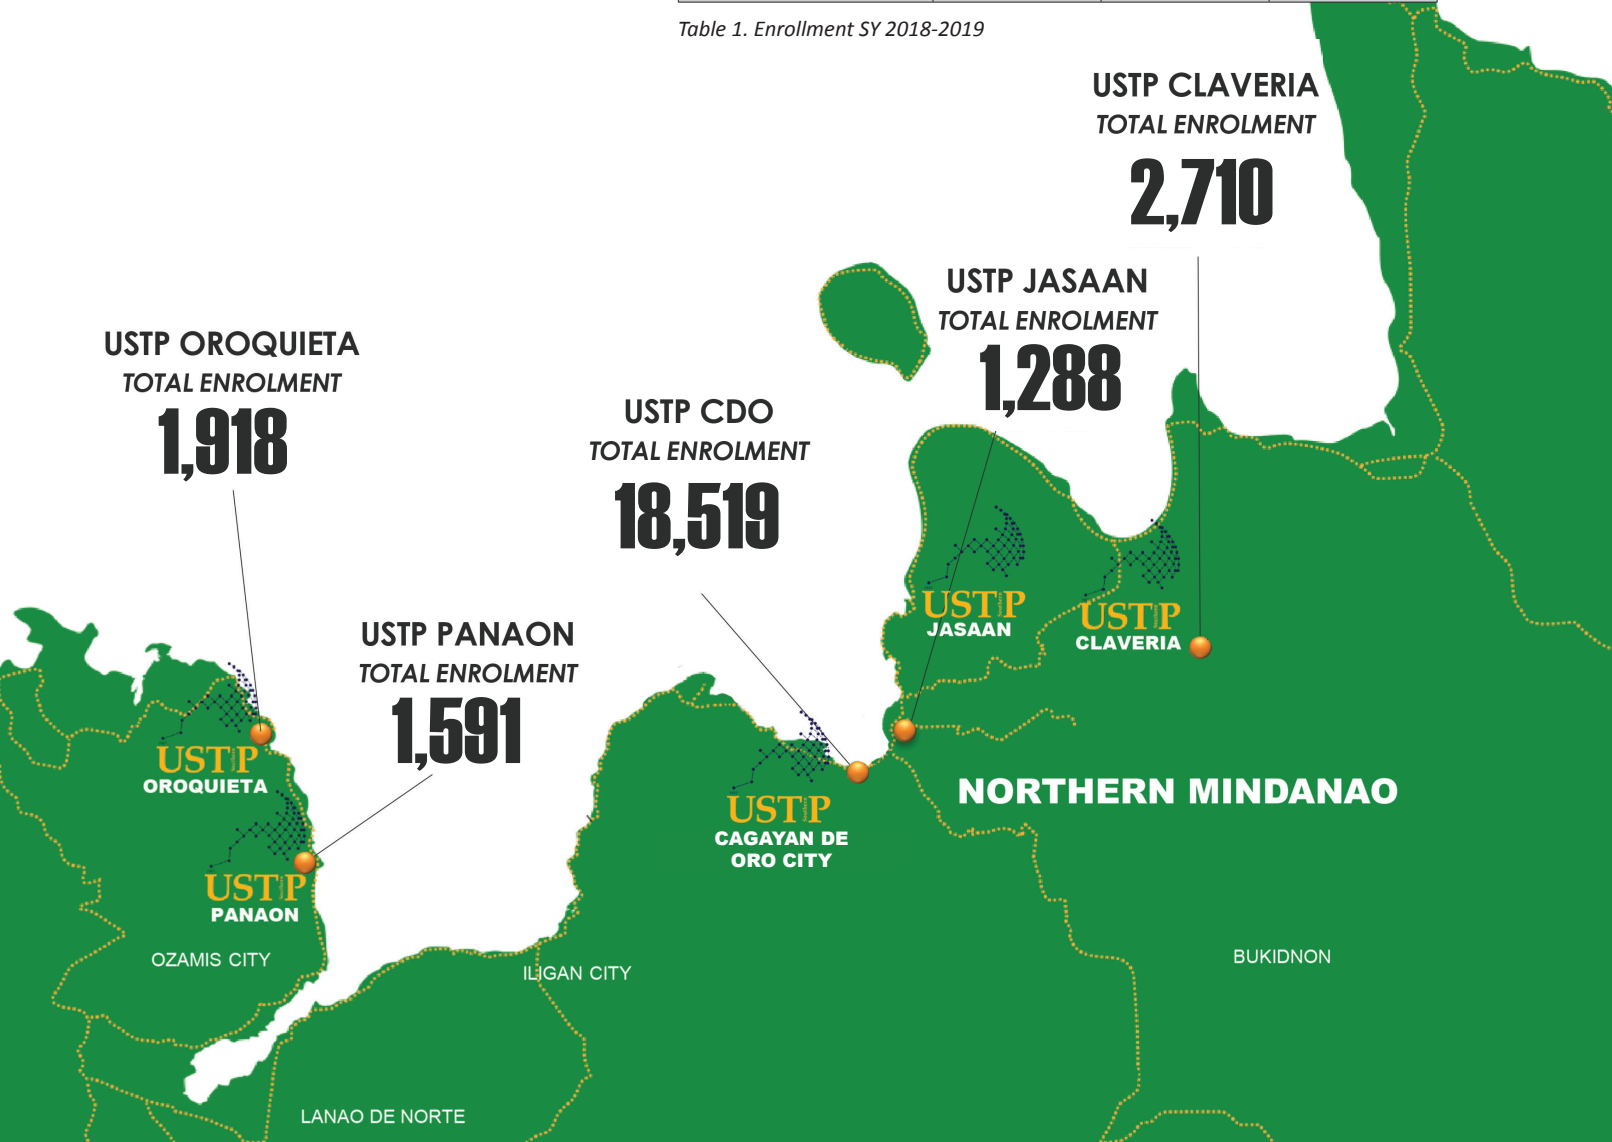 Table 1. Enrollment SY 2018-2019
USTP CLAVERIA
TOTAL ENROLMENT
2,710
USTP JASAAN
TOTAL ENROLMENT
1,288
USTP OROQUIETA
TOTAL ENROLMENT
1,918
USTP CDO
TOTAL ENROLMENT
18,519
USTP PANAON
TOTAL ENROLMENT
1,591
USTP
JASAAN
USTP
CLAVERIA
USTP
OROQUIETA
USTP
CAGAYAN DE
ORO CITY
NORTHERN MINDANAO
USTP
PANAON
OZAMIS CITY
ILIGAN CITY
BUKIDNON
LANAO DE NORTE